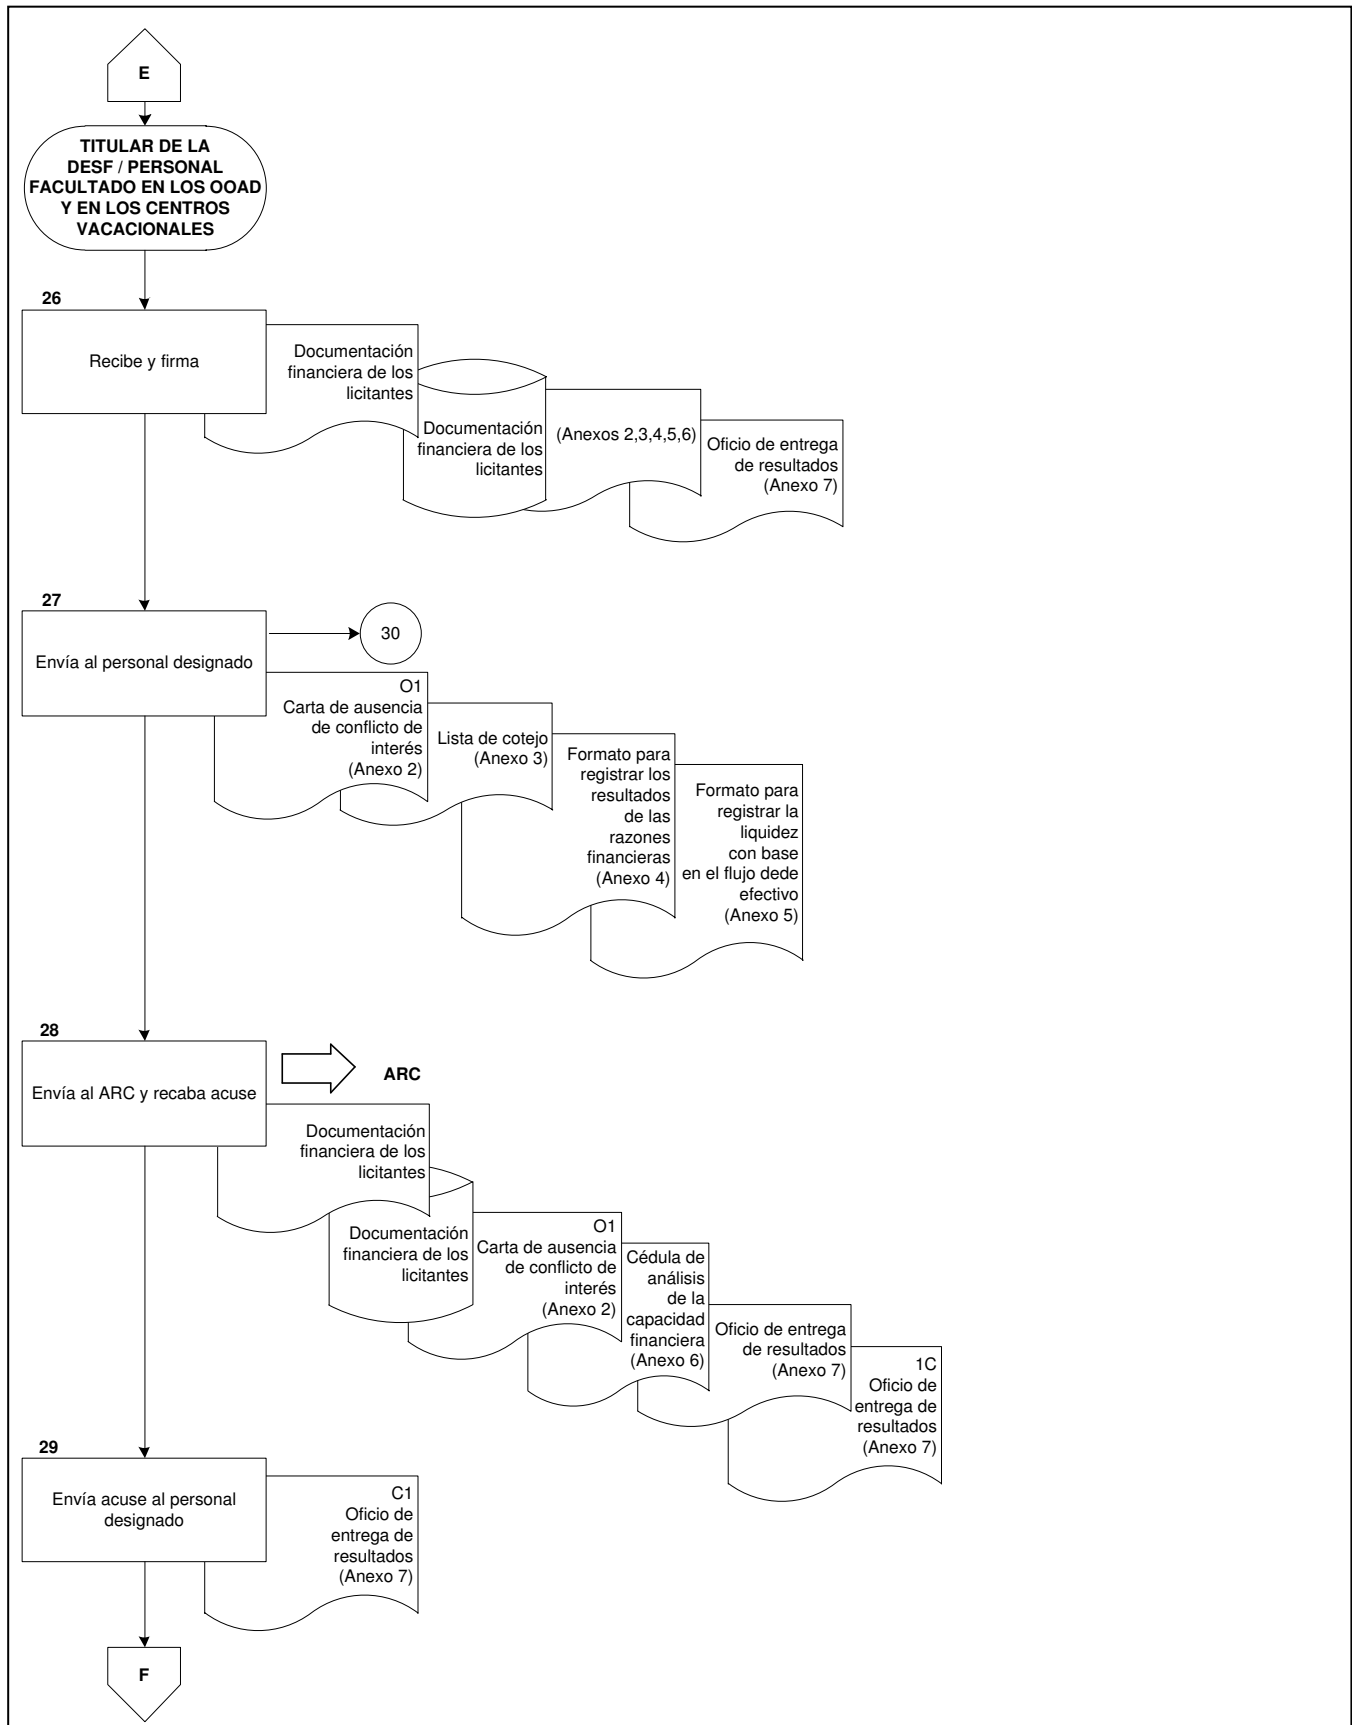 E
TITULAR DE LA
DESF / PERSONAL
FACULTADO EN LOS OOAD
Y EN LOS CENTROS
VACACIONALES
26
Recibe y firma
Documentación
financiera de los
licitantes
Documentación
financiera de los
licitantes
(Anexos 2,3,4,5,6)
Oficio de entrega
de resultados
(Anexo 7)
27
Envía al personal designado
30
O1
Carta de ausencia
de conflicto de
interés
(Anexo 2)
Lista de cotejo
(Anexo 3)
Formato para
registrar los
resultados
de las
razones
financieras
(Anexo 4)
Formato para
registrar la
liquidez
con base
en el flujo dede
efectivo
(Anexo 5)
28
Envía al ARC y recaba acuse
ARC
Documentación
financiera de los
licitantes
Documentación
financiera de los
licitantes
O1
Carta de ausencia
de conflicto de
interés
(Anexo 2)
Cédula de
análisis
de la
capacidad
financiera
(Anexo 6)
Oficio de entrega
de resultados
(Anexo 7)
1C
Oficio de
entrega de
resultados
(Anexo 7)
29
Envía acuse al personal
designado
C1
Oficio de
entrega de
resultados
(Anexo 7)
F